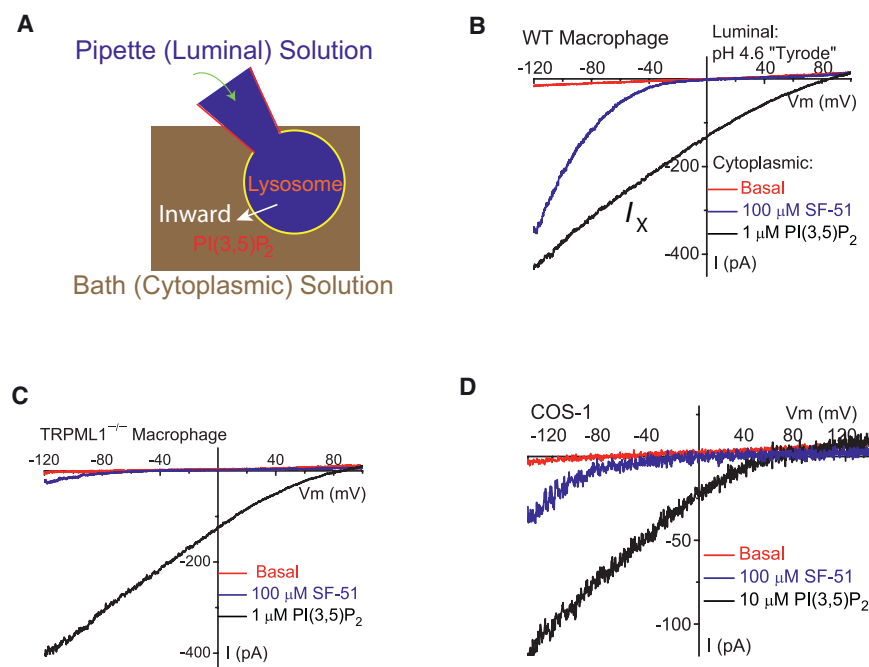 A
Pipette (Luminal) Solution
Lysosome
Inward
PI(3,5)P₂
Bath (Cytoplasmic) Solution
B
WT Macrophage
Luminal:
pH 4.6 "Tyrode"
-120 -80 -40 40 80
Vm (mV)
-200
Cytoplasmic:
Basal
100 μM SF-51
1 μM PI(3,5)P₂
I_X
-400
I (pA)
C
TRPML1⁻/⁻ Macrophage
-120 -80 -40 40 80
Vm (mV)
-200
Basal
100 μM SF-51
1 μM PI(3,5)P₂
-400
I (pA)
D
COS-1
Vm (mV)
-120 -80 -40 40 80 120
-50
Basal
100 μM SF-51
10 μM PI(3,5)P₂
-100
I (pA)